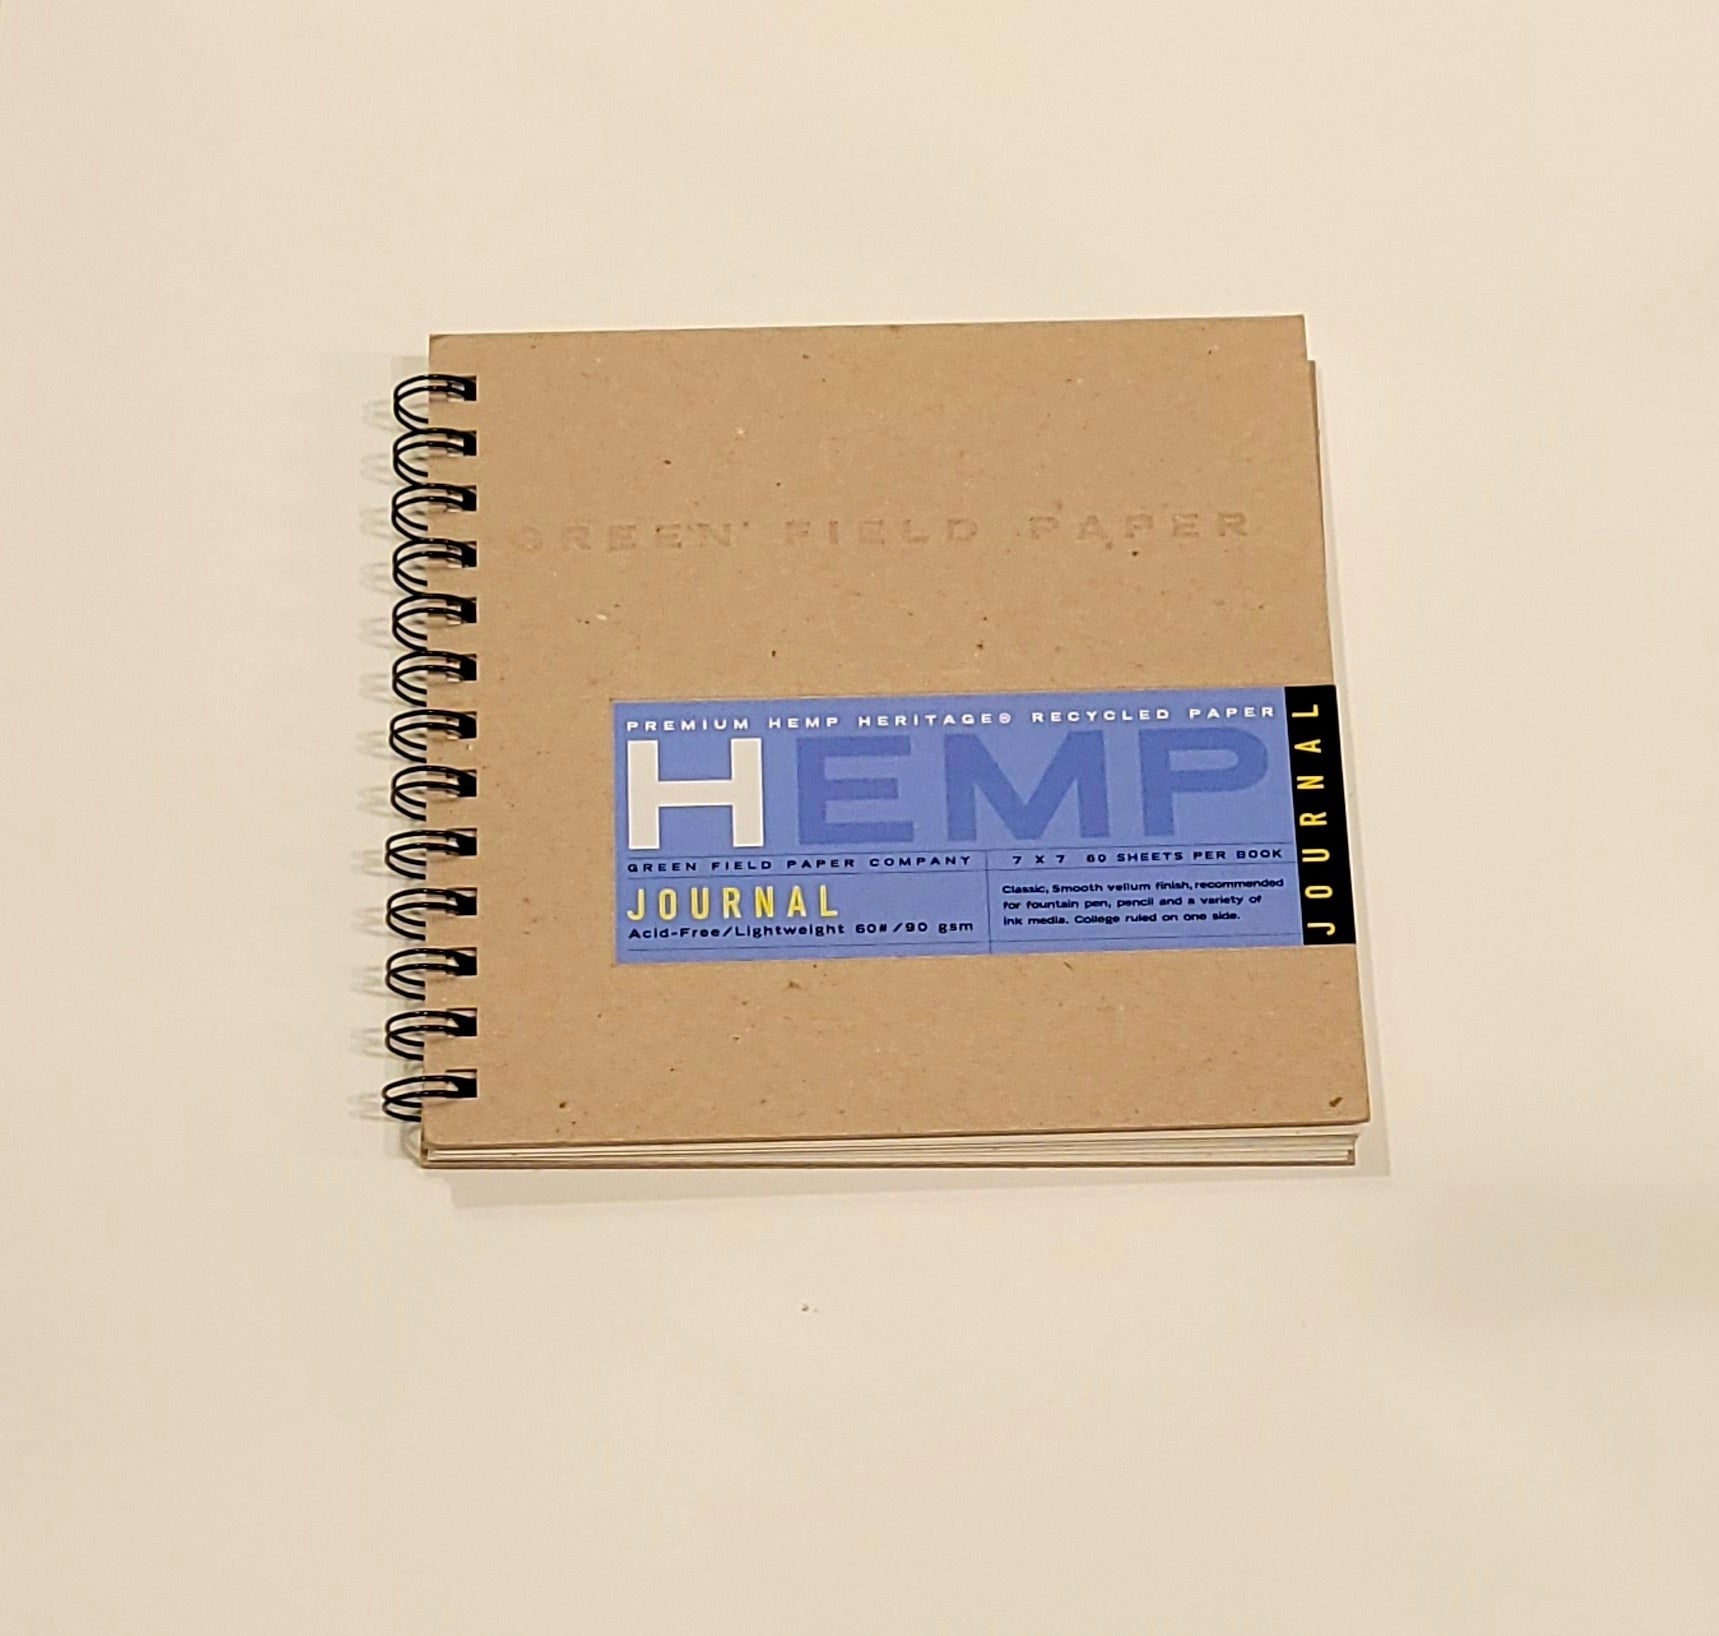 GREEN FIELD PAPER
PREMIUM HEMP HERITAGE® RECYCLED PAPER
HEMP
GREEN FIELD PAPER COMPANY
7 X 7 60 SHEETS PER BOOK
JOURNAL
Acid-Free/Lightweight 60#/90 gsm
Classic, Smooth vellum finish, recommended
for fountain pen, pencil and a variety of
ink media. College ruled on one side.
JOURNAL